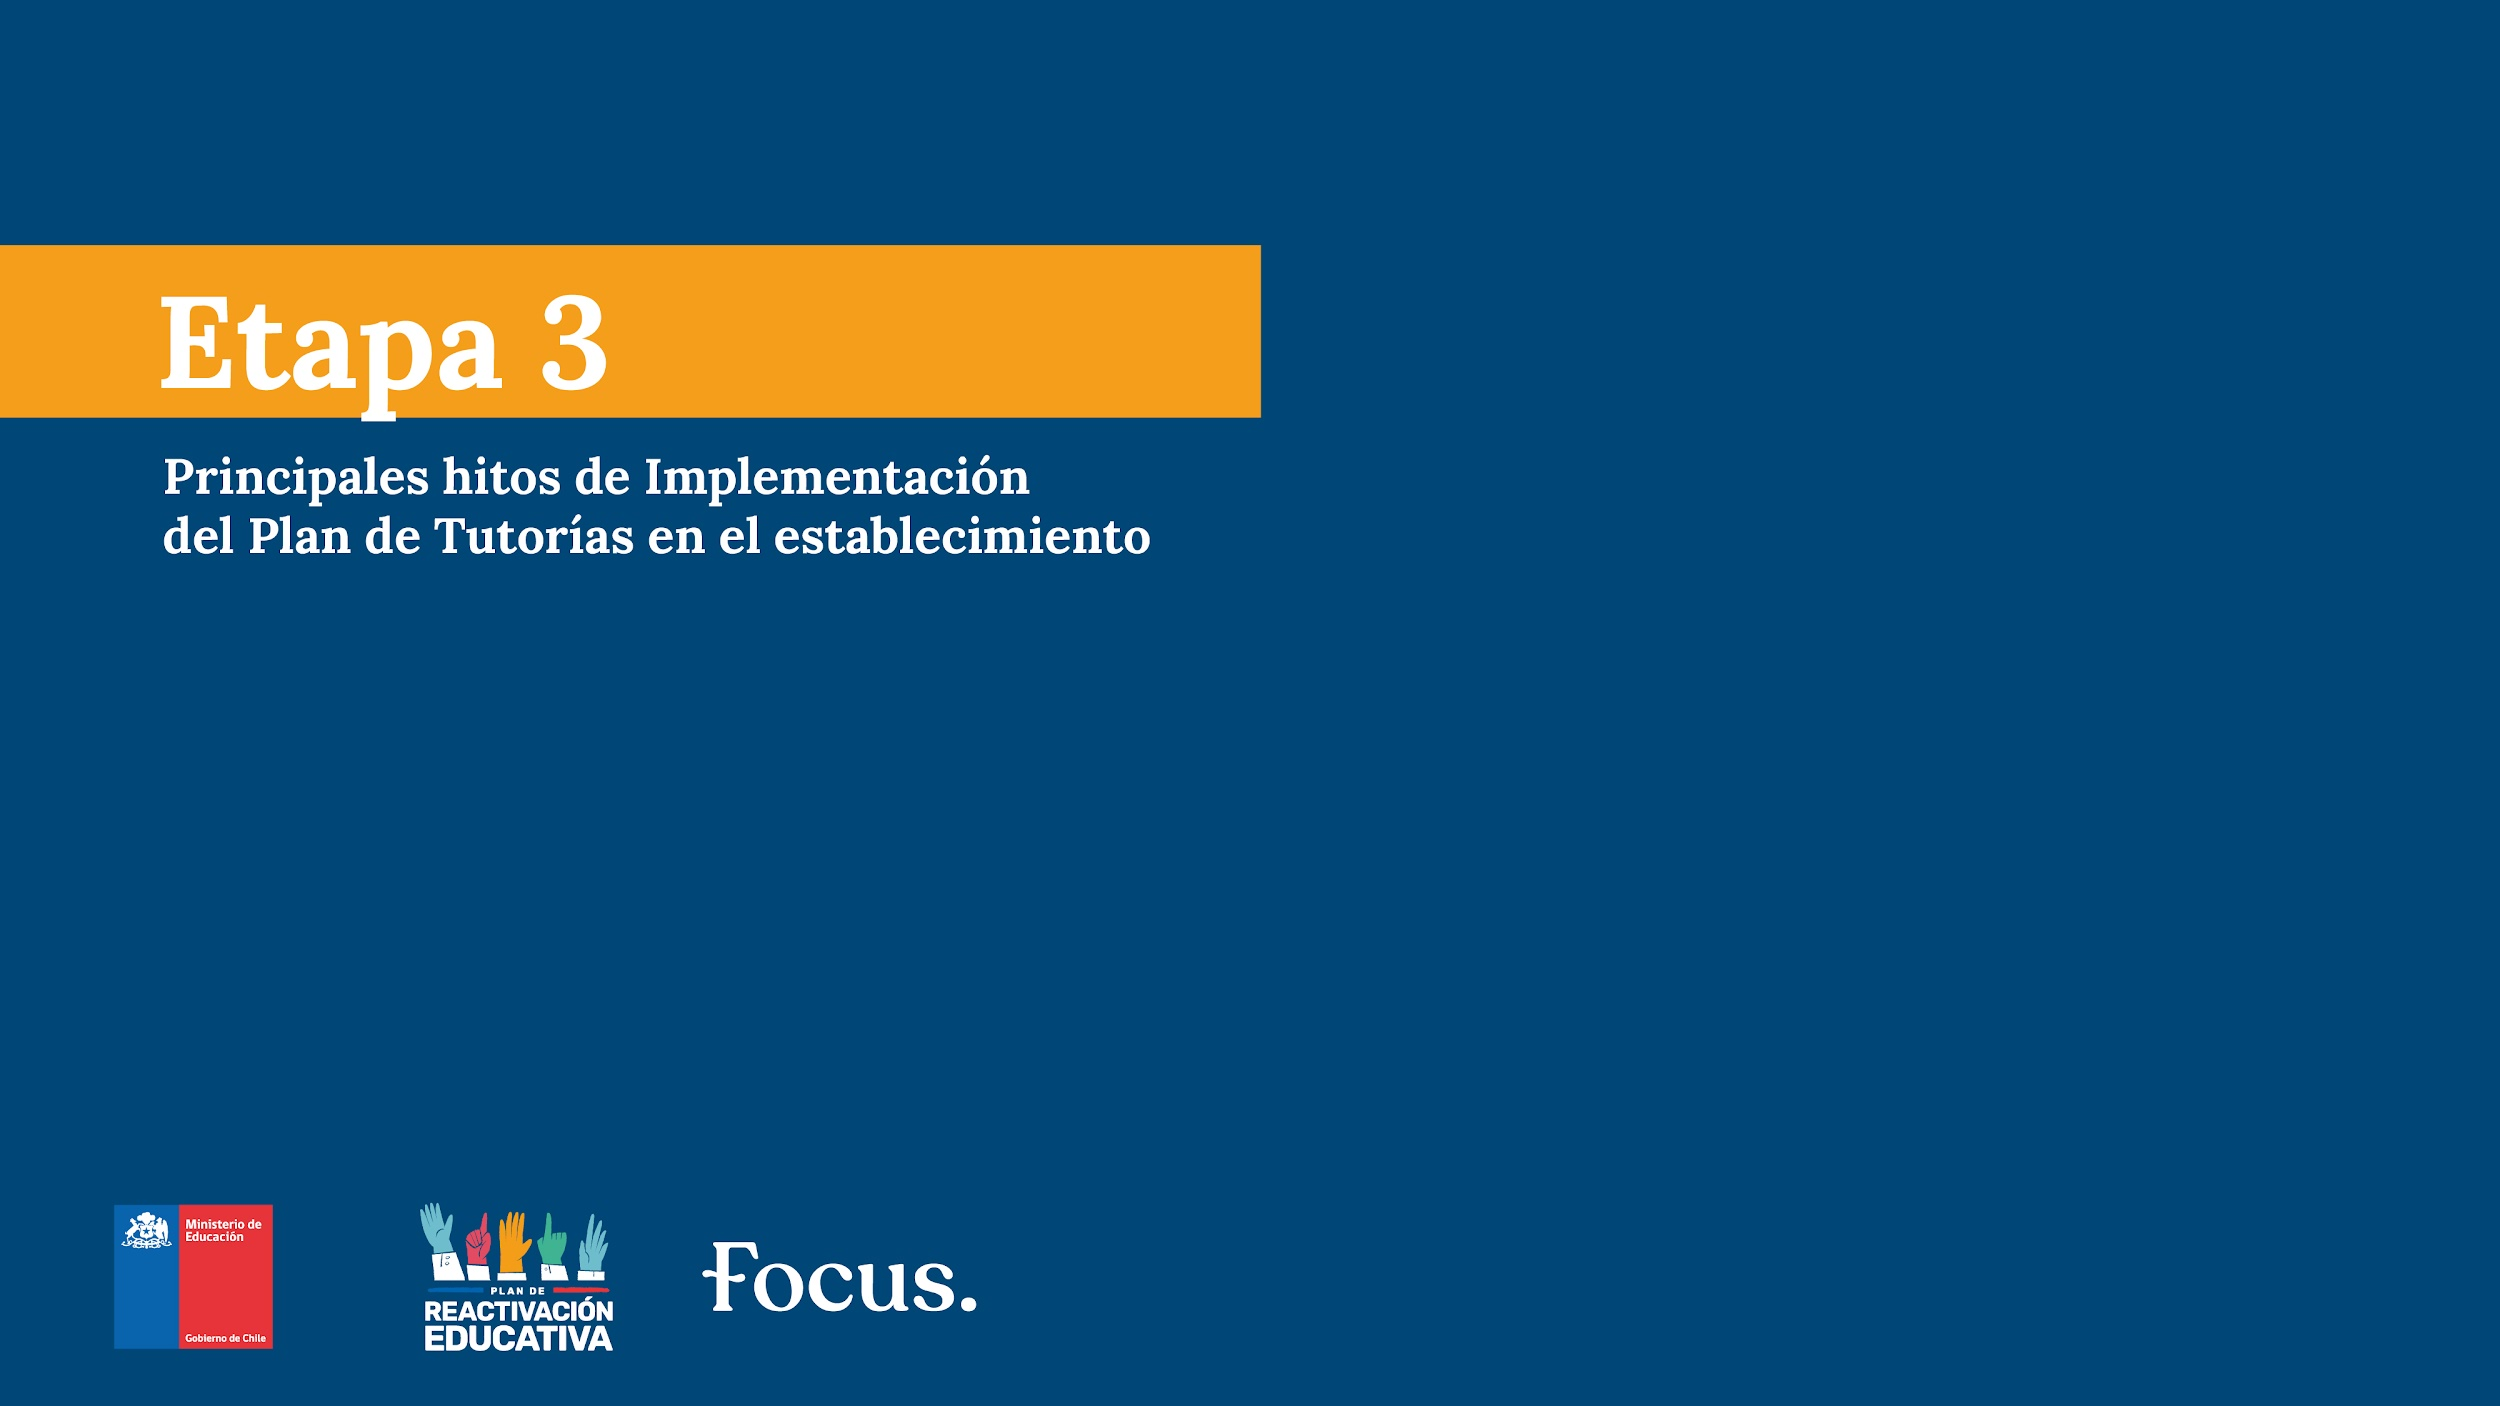 Etapa 3
Principales hitos de Implementación
del Plan de Tutorías en el establecimiento
Ministerio de
Educación
Gobierno de Chile
PLAN DE
REACTIVACIÓN
EDUCATIVA
Focus.